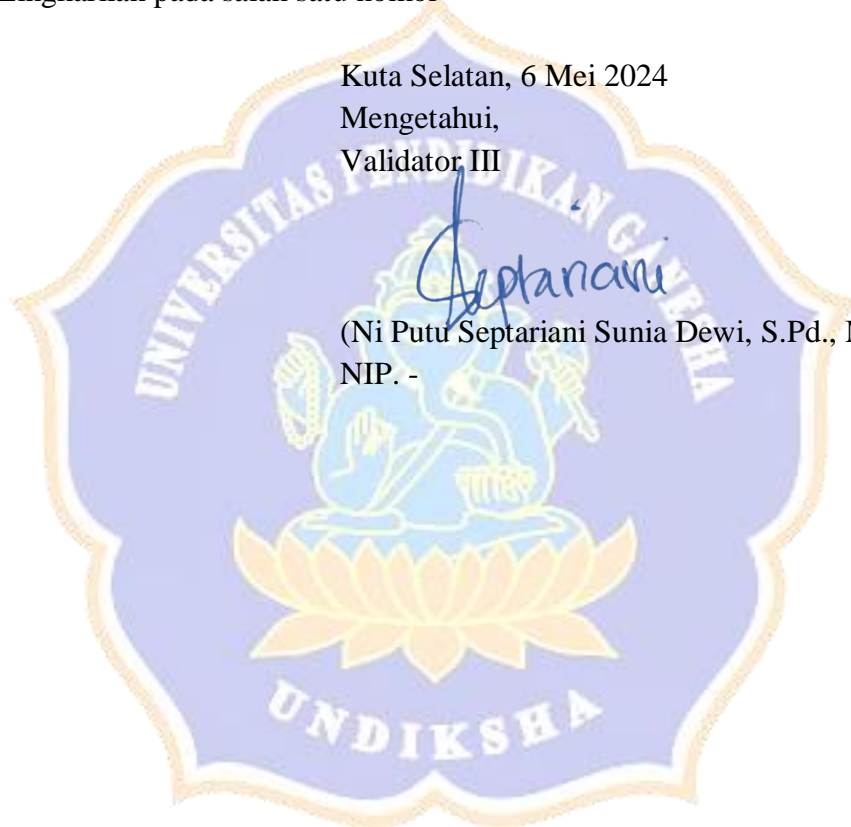 Kuta Selatan, 6 Mei 2024
Mengetahui,
Validator III
UNIVERSITAS PENDIDIKAN GANESHA
Septariani
(Ni Putu Septariani Sunia Dewi, S.Pd.,
NIP. -
UNDIKSHA